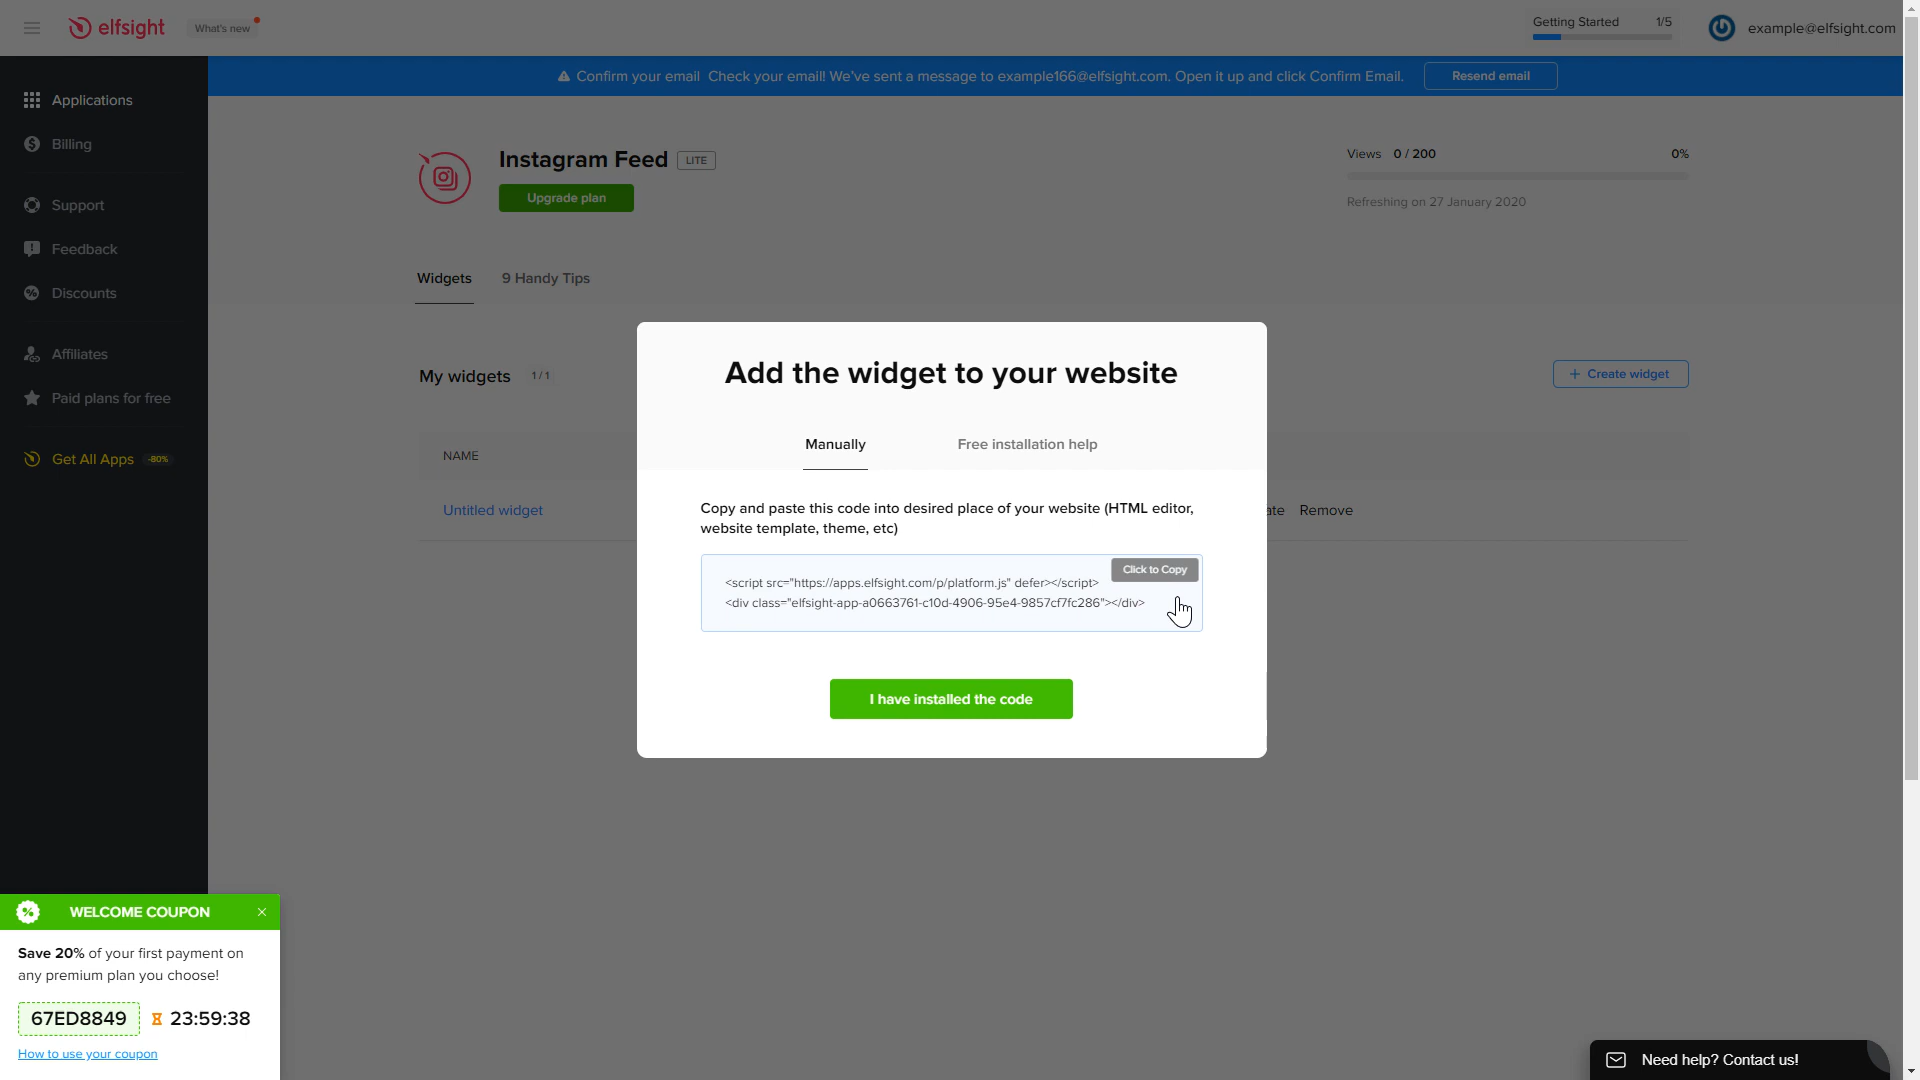 elfsight
What's new
Getting Started 1/5
example@elfsight.com
Confirm your email Check your email! We've sent a message to example166@elfsight.com. Open it up and click Confirm Email.
Resend email
Applications
Billing
Support
Feedback
Discounts
Affiliates
Paid plans for free
Get All Apps -80%
Instagram Feed LITE
Upgrade plan
Views 0 / 200 0%
Refreshing on 27 January 2020
Widgets 9 Handy Tips
My widgets 1 / 1
+ Create widget
NAME
Untitled widget
ate Remove
Add the widget to your website
Manually Free installation help
Copy and paste this code into desired place of your website (HTML editor,
website template, theme, etc)
Click to Copy
<script src="https://apps.elfsight.com/p/platform.js" defer></script>
<div class="elfsight-app-a0663761-c10d-4906-95e4-9857cf7fc286"></div>
I have installed the code
WELCOME COUPON
Save 20% of your first payment on
any premium plan you choose!
67ED8849 23:59:38
How to use your coupon
Need help? Contact us!